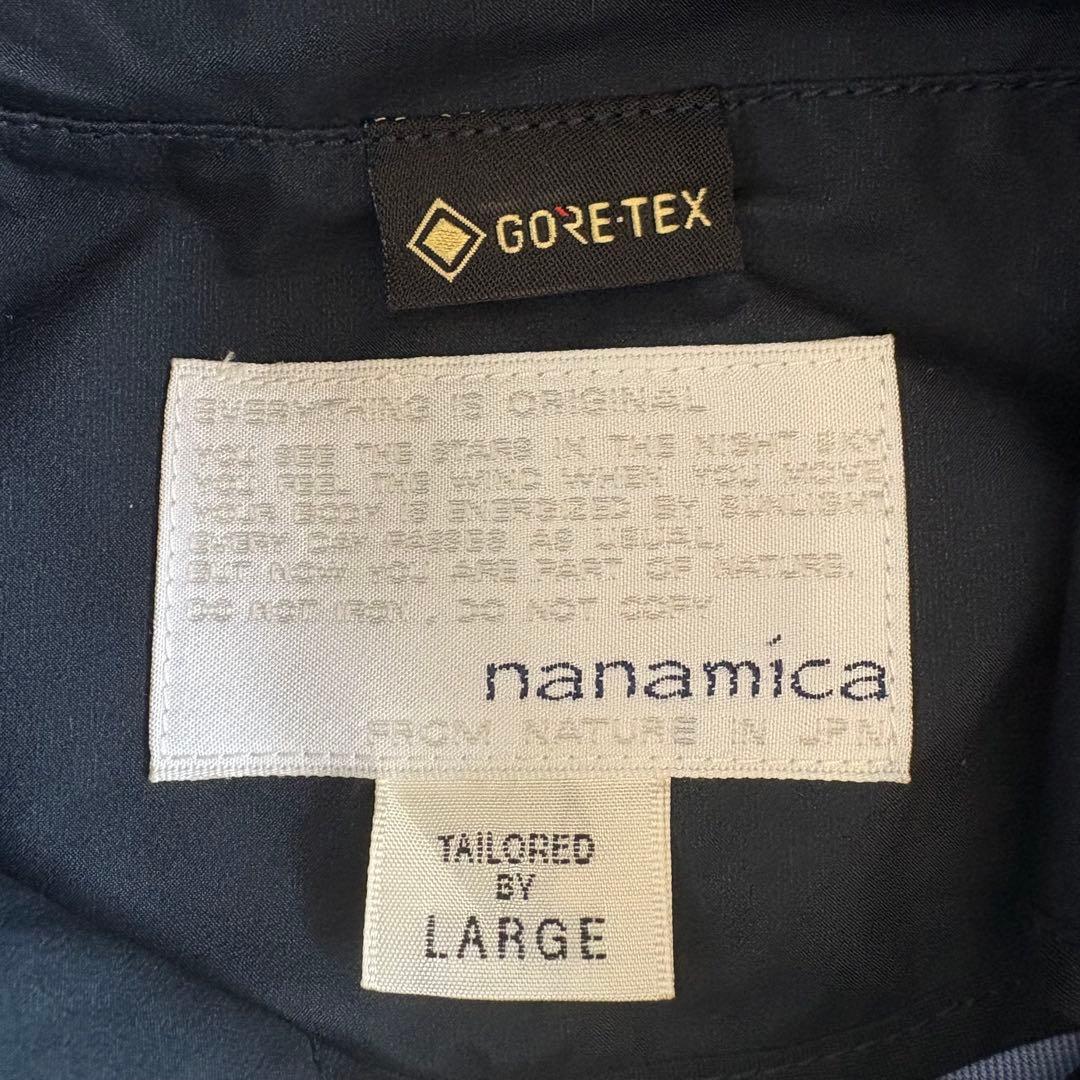 GORE-TEX
EVERYTHING IS ORIGINAL
YOU SEE THE STARS IN THE NIGHT SKY
YOU FEEL THE WIND WHEN YOU MOVE.
YOUR BODY IS ENERGIZED BY SUNLIGHT
EVERY DAY PASSES AS USUAL,
BUT NOW YOU ARE PART OF NATURE.
DO NOT IRON, DO NOT COPY
nanamíca
FROM NATURE IN JPN.
TAILORED
BY
LARGE